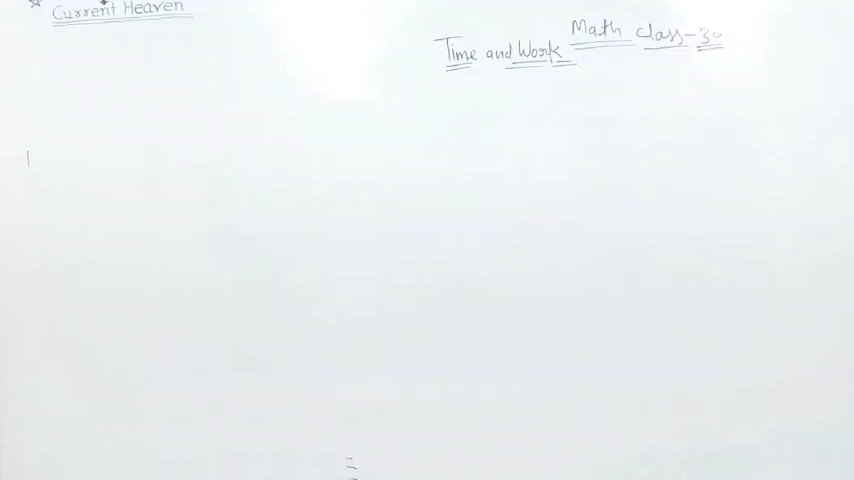 ☆ Current Heaven
Math Class-30
Time and Work